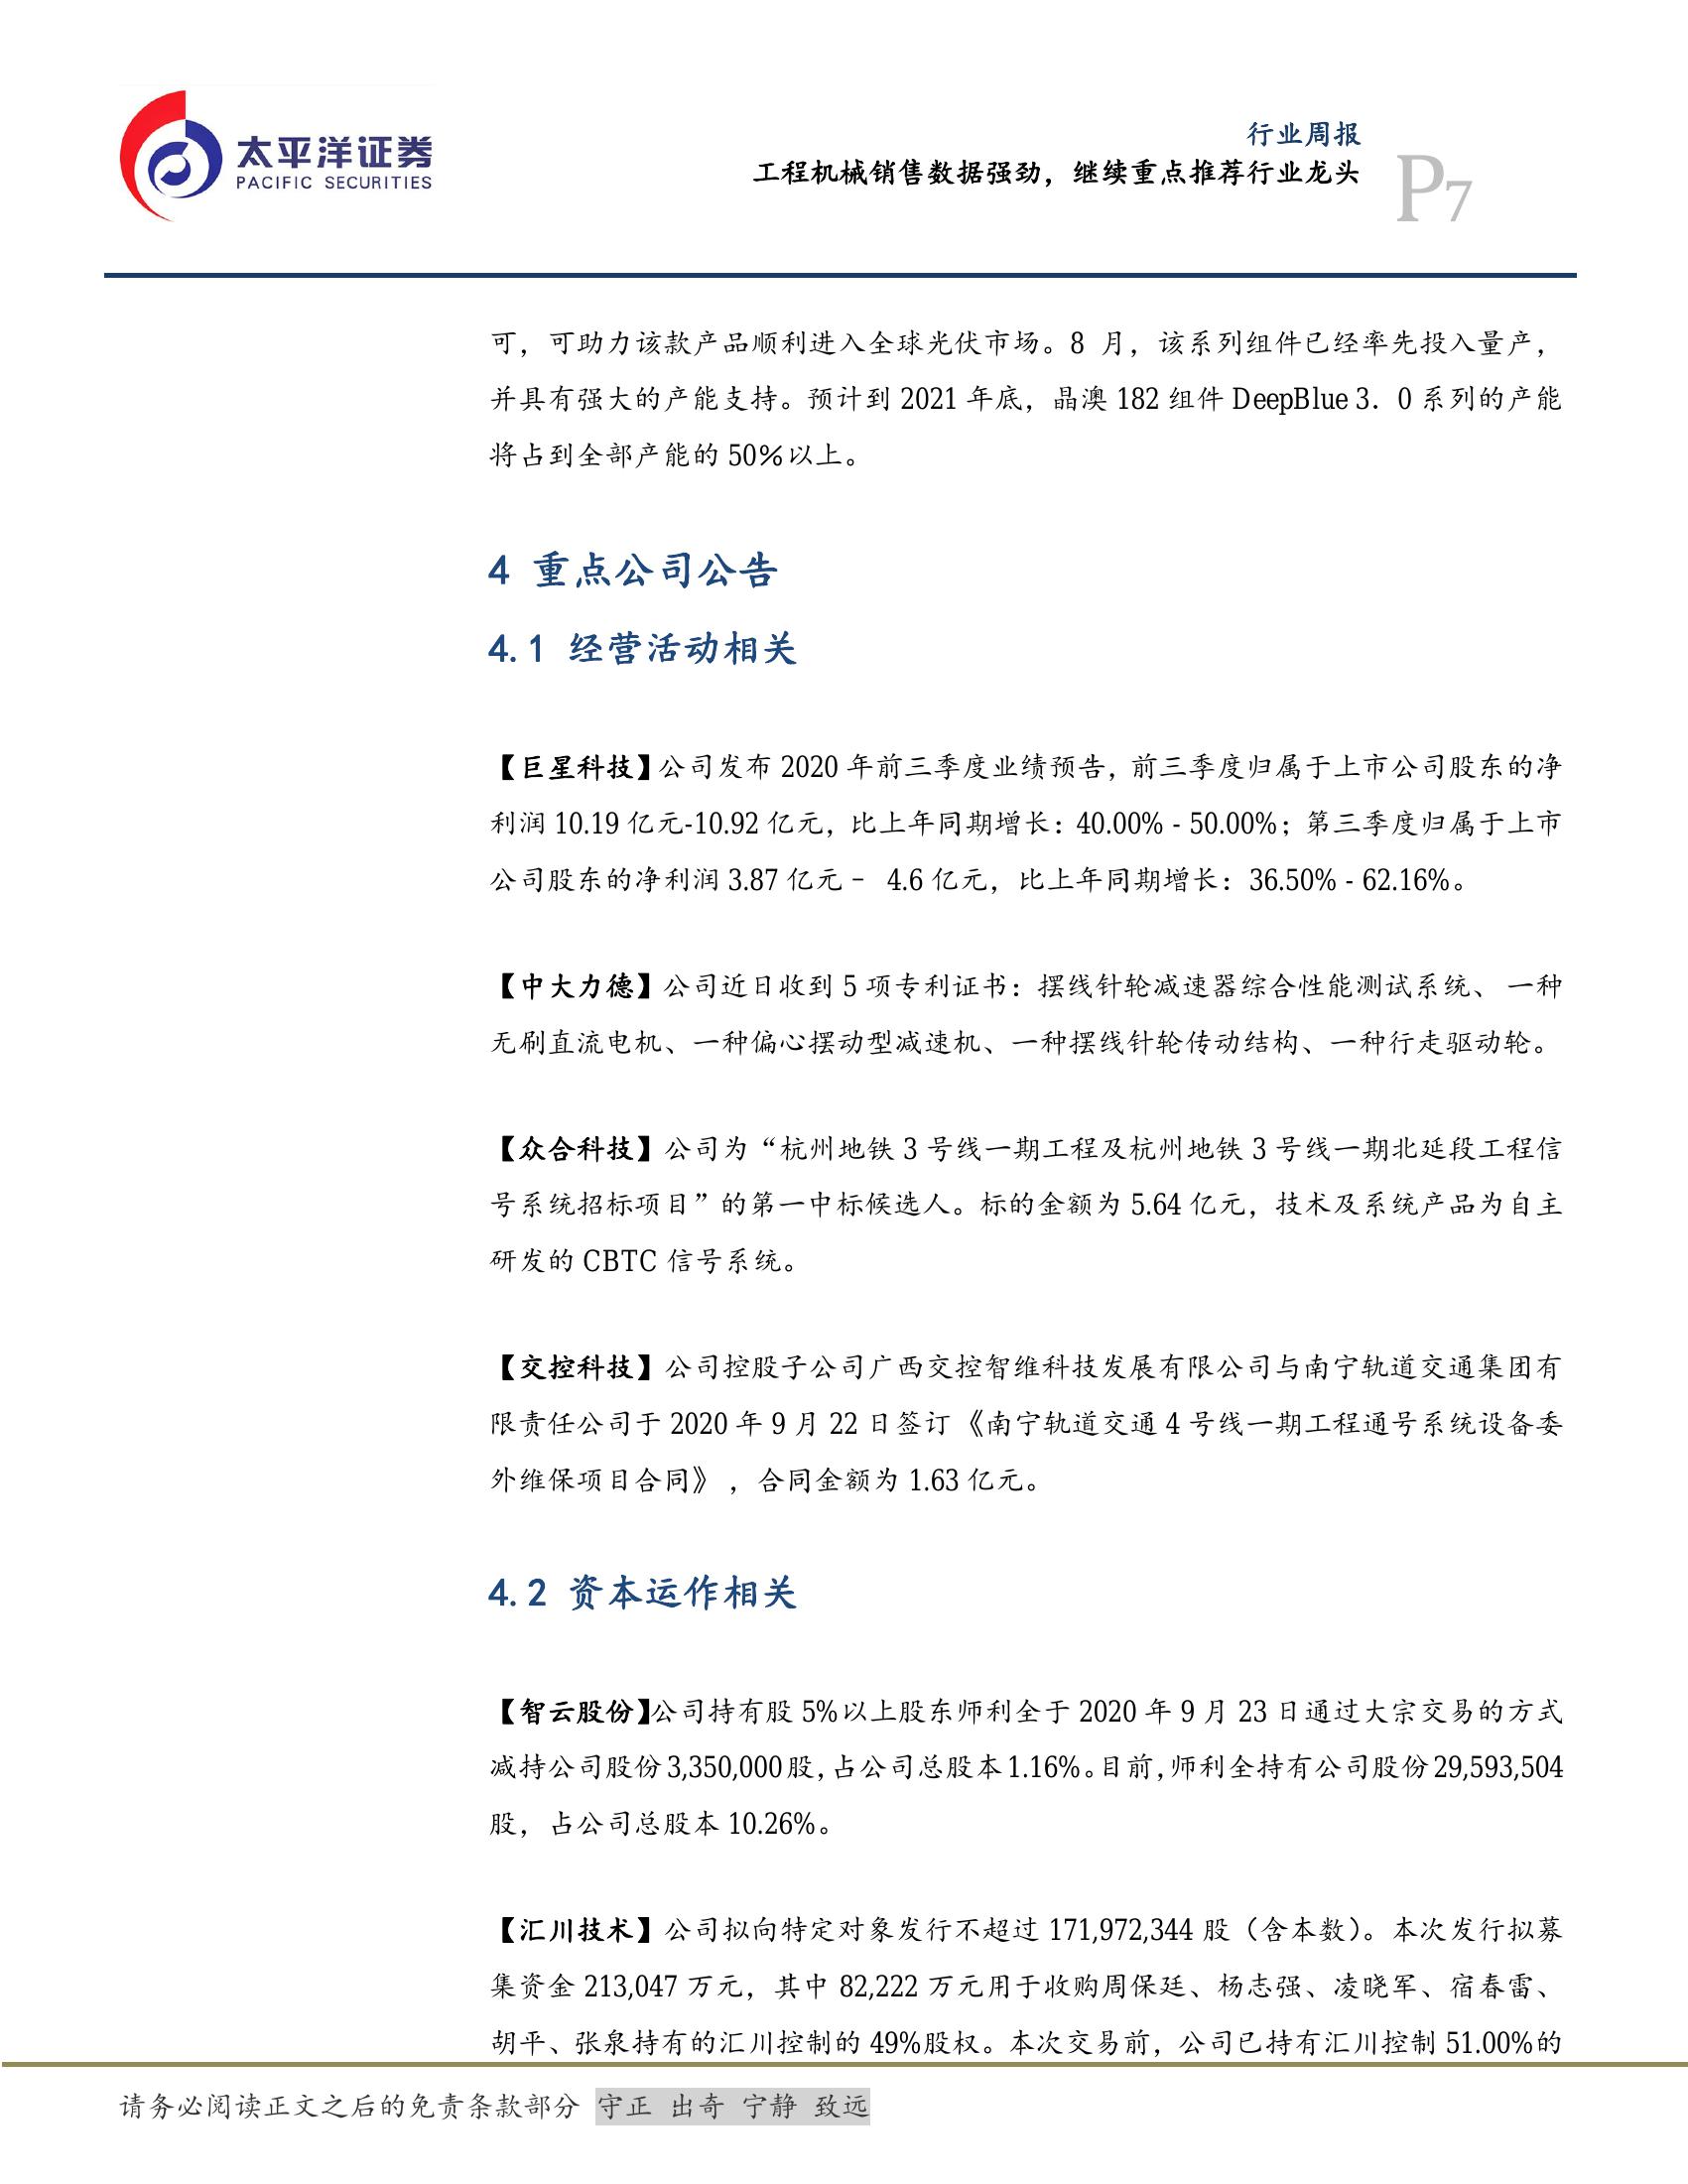 太平洋证券
PACIFIC SECURITIES
行业周报
工程机械销售数据强劲，继续重点推荐行业龙头
P7
可，可助力该款产品顺利进入全球光伏市场。8 月，该系列组件已经率先投入量产，
并具有强大的产能支持。预计到 2021 年底，晶澳 182 组件 DeepBlue 3．0 系列的产能
将占到全部产能的 50%以上。
4 重点公司公告
4.1 经营活动相关
【巨星科技】公司发布 2020 年前三季度业绩预告，前三季度归属于上市公司股东的净
利润 10.19 亿元-10.92 亿元，比上年同期增长：40.00% - 50.00%；第三季度归属于上市
公司股东的净利润 3.87 亿元– 4.6 亿元，比上年同期增长：36.50% - 62.16%。
【中大力德】公司近日收到 5 项专利证书：摆线针轮减速器综合性能测试系统、一种
无刷直流电机、一种偏心摆动型减速机、一种摆线针轮传动结构、一种行走驱动轮。
【众合科技】公司为“杭州地铁 3 号线一期工程及杭州地铁 3 号线一期北延段工程信
号系统招标项目”的第一中标候选人。标的金额为 5.64 亿元，技术及系统产品为自主
研发的 CBTC 信号系统。
【交控科技】公司控股子公司广西交控智维科技发展有限公司与南宁轨道交通集团有
限责任公司于 2020 年 9 月 22 日签订《南宁轨道交通 4 号线一期工程通号系统设备委
外维保项目合同》，合同金额为 1.63 亿元。
4.2 资本运作相关
【智云股份】公司持有股 5%以上股东师利全于 2020 年 9 月 23 日通过大宗交易的方式
减持公司股份 3,350,000 股，占公司总股本 1.16%。目前，师利全持有公司股份 29,593,504
股，占公司总股本 10.26%。
【汇川技术】公司拟向特定对象发行不超过 171,972,344 股（含本数）。本次发行拟募
集资金 213,047 万元，其中 82,222 万元用于收购周保廷、杨志强、凌晓军、宿春雷、
胡平、张泉持有的汇川控制的 49%股权。本次交易前，公司已持有汇川控制 51.00%的
请务必阅读正文之后的免责条款部分 守正 出奇 宁静 致远